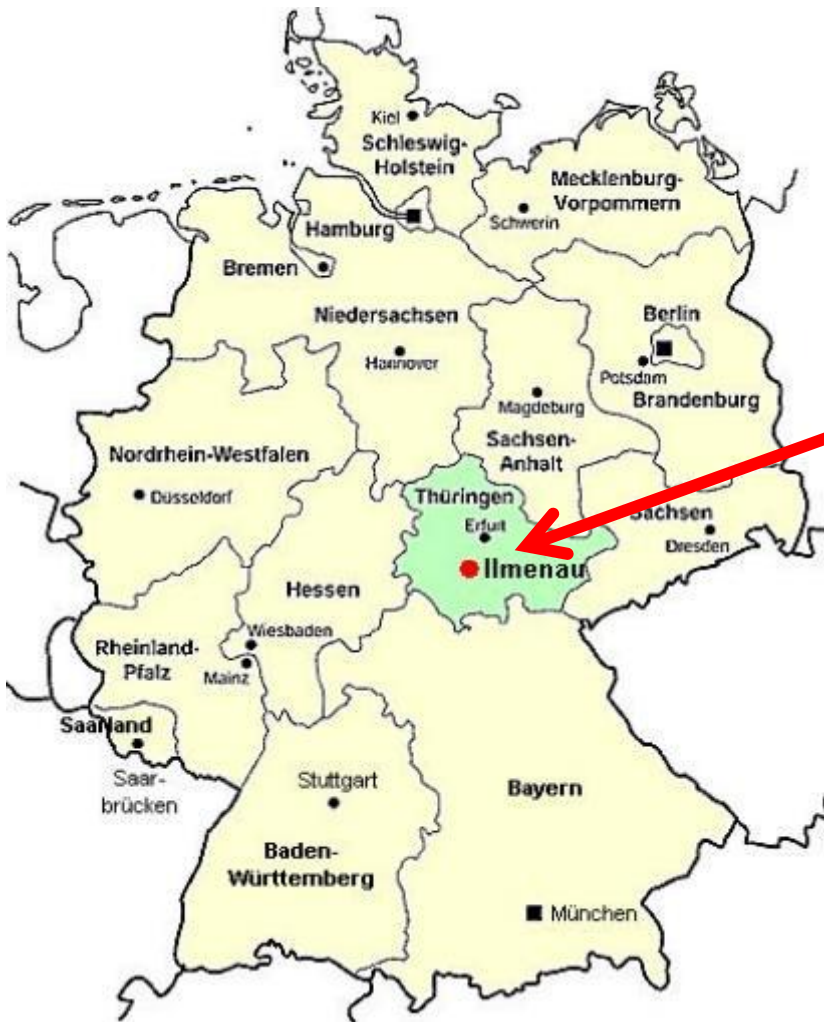 Kiel
Schleswig-
Holstein
Mecklenburg-
Vorpommern
Schwerin
Hamburg
Bremen
Niedersachsen
Hannover
Berlin
Potsdam
Brandenburg
Magdeburg
Sachsen-
Anhalt
Nordrhein-Westfalen
Düsseldorf
Thüringen
Erfurt
Ilmenau
Sachsen
Dresden
Hessen
Wiesbaden
Rheinland-
Pfalz
Mainz
Saarland
Saar-
brücken
Stuttgart
Baden-
Württemberg
Bayern
München